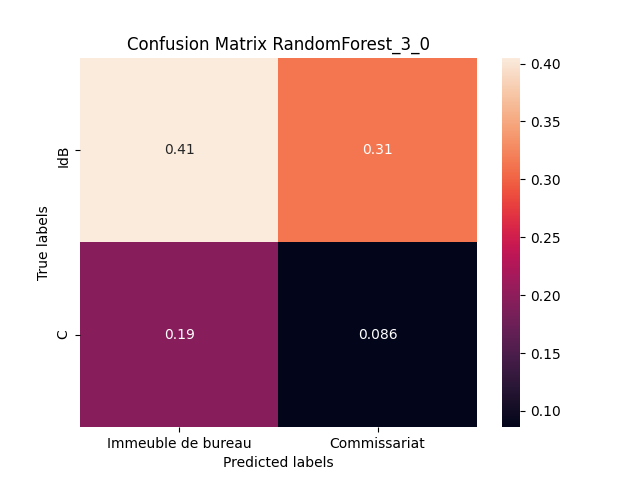 Confusion Matrix RandomForest_3_0
True labels
IdB
C
0.41
0.31
0.19
0.086
Immeuble de bureau
Commissariat
Predicted labels
0.40
0.35
0.30
0.25
0.20
0.15
0.10